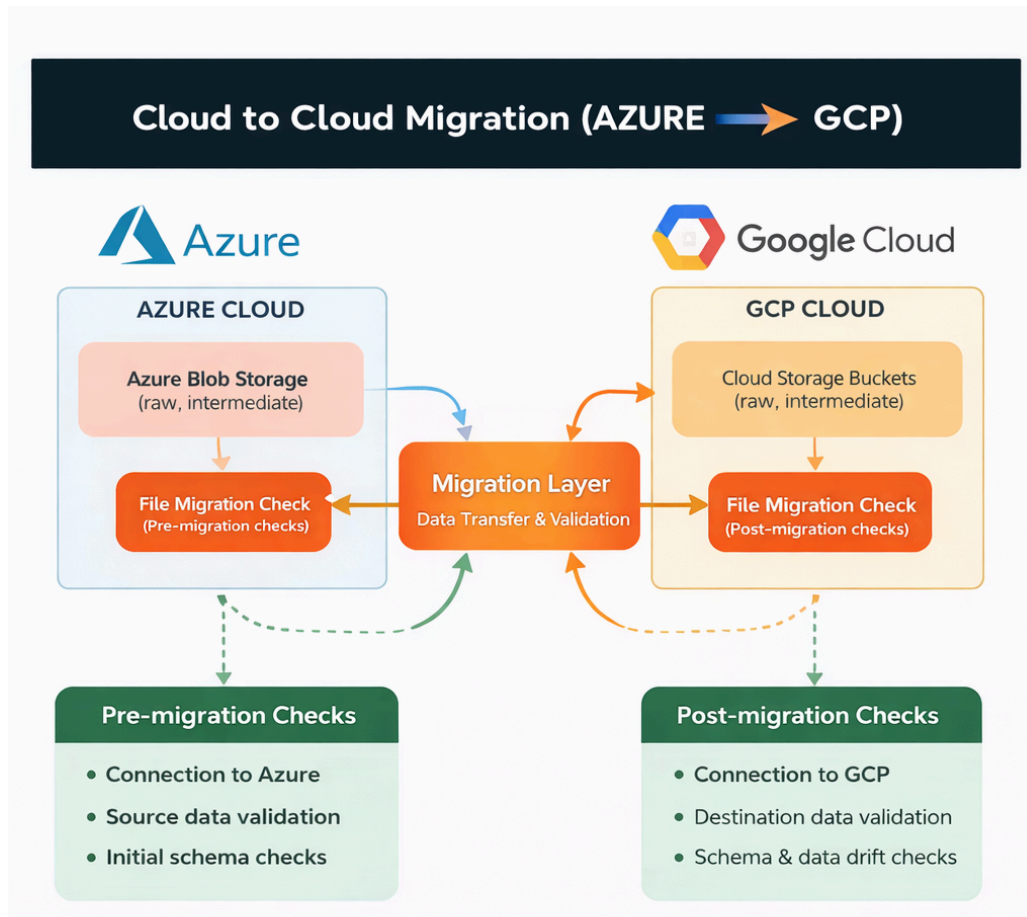 Cloud to Cloud Migration (AZURE GCP)
Azure
Google Cloud
AZURE CLOUD
Azure Blob Storage
(raw, intermediate)
File Migration Check
(Pre-migration checks)
Migration Layer
Data Transfer & Validation
GCP CLOUD
Cloud Storage Buckets
(raw, intermediate)
File Migration Check
(Post-migration checks)
Pre-migration Checks
• Connection to Azure
• Source data validation
• Initial schema checks
Post-migration Checks
• Connection to GCP
• Destination data validation
• Schema & data drift checks